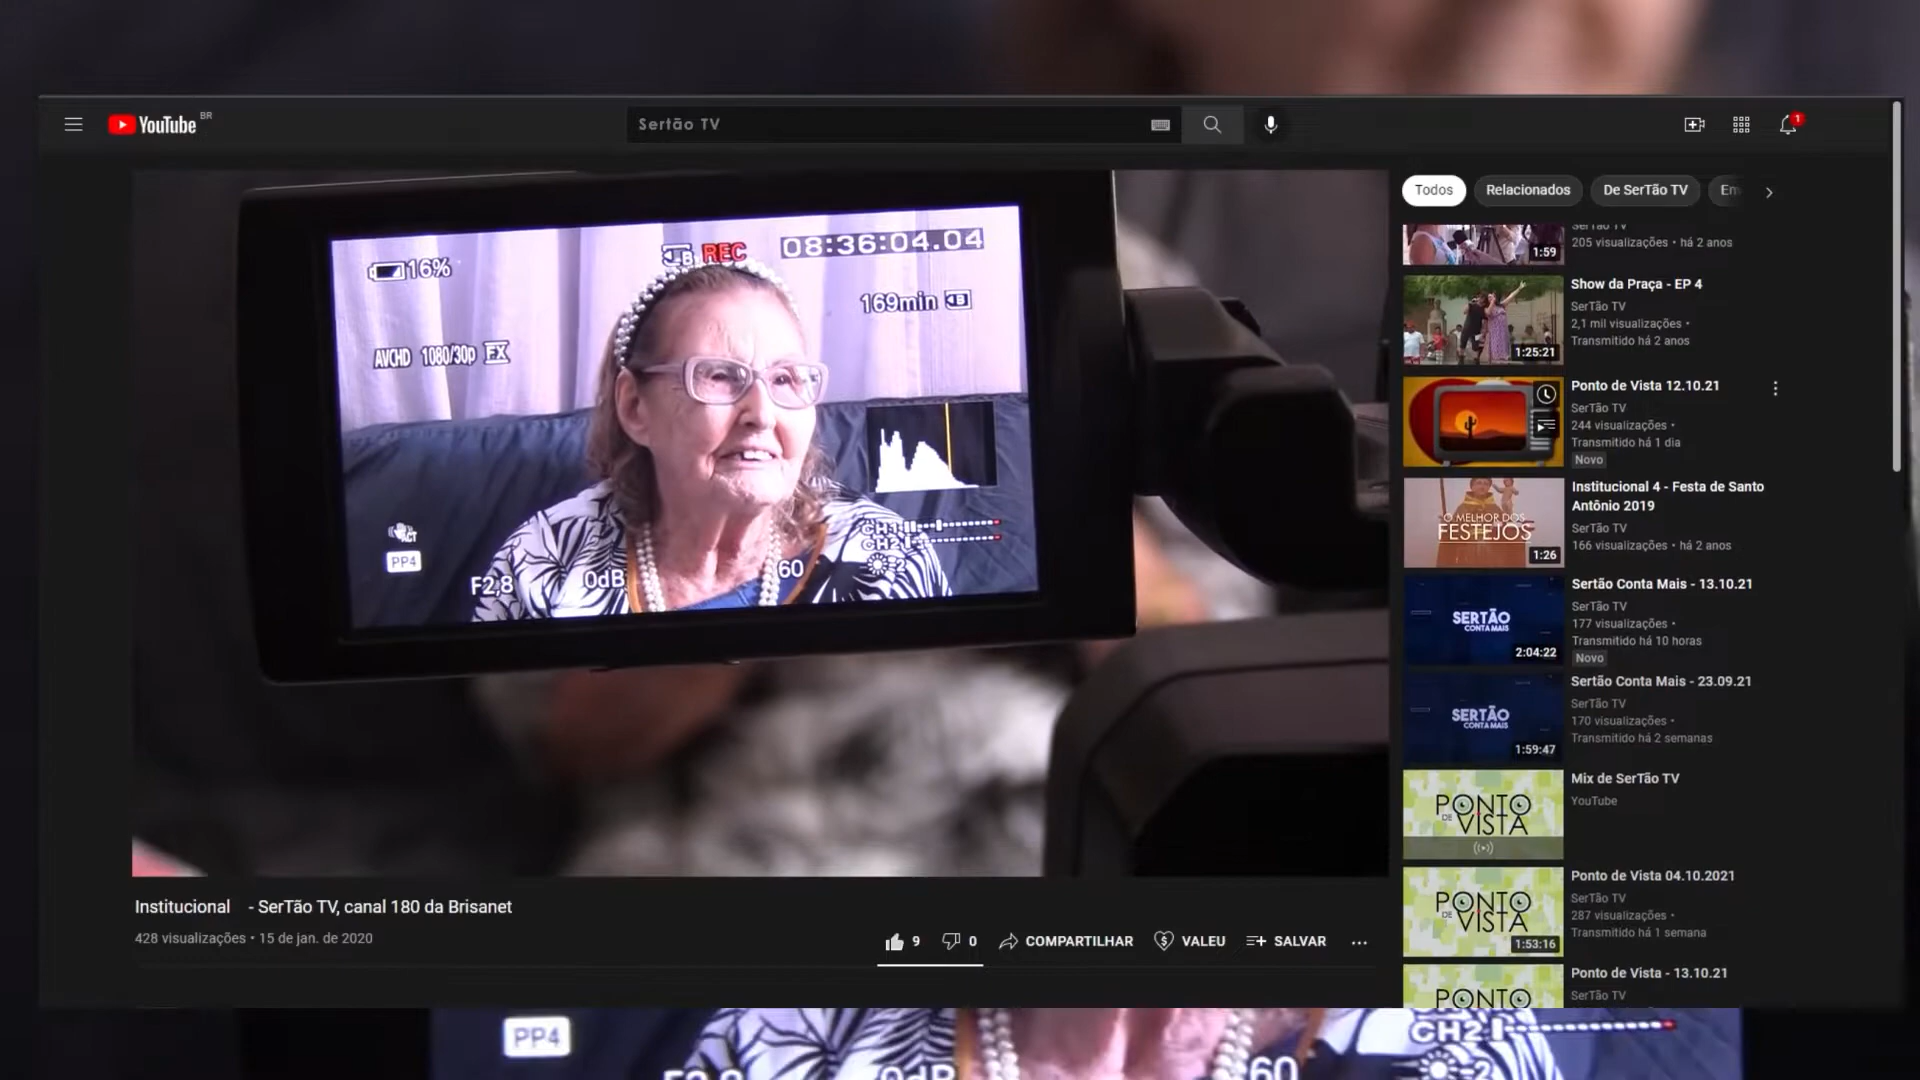 YouTube BR
Sertão TV
1
16%
B REC
08:36:04.04
169min B
AVCHD 1080/30p FX
ACT
PP4
F2,8
0dB
60
CH1
CH2
2
Institucional - SerTão TV, canal 180 da Brisanet
428 visualizações • 15 de jan. de 2020
9
0
COMPARTILHAR
VALEU
SALVAR
Todos
Relacionados
De SerTão TV
Em
1:59
SerTão TV
205 visualizações • há 2 anos
1:25:21
Show da Praça - EP 4
SerTão TV
2,1 mil visualizações •
Transmitido há 2 anos
Ponto de Vista 12.10.21
SerTão TV
244 visualizações •
Transmitido há 1 dia
Novo
O MELHOR DOS
FESTEJOS
1:26
Institucional 4 - Festa de Santo
Antônio 2019
SerTão TV
166 visualizações • há 2 anos
SERTÃO
CONTA MAIS
2:04:22
Sertão Conta Mais - 13.10.21
SerTão TV
177 visualizações •
Transmitido há 10 horas
Novo
SERTÃO
CONTA MAIS
1:59:47
Sertão Conta Mais - 23.09.21
SerTão TV
170 visualizações •
Transmitido há 2 semanas
PONTO
DE VISTA
Mix de SerTão TV
YouTube
PONTO
DE VISTA
1:53:16
Ponto de Vista 04.10.2021
SerTão TV
287 visualizações •
Transmitido há 1 semana
PONTO
Ponto de Vista - 13.10.21
SerTão TV
PP4
CH2
0dB
60
2